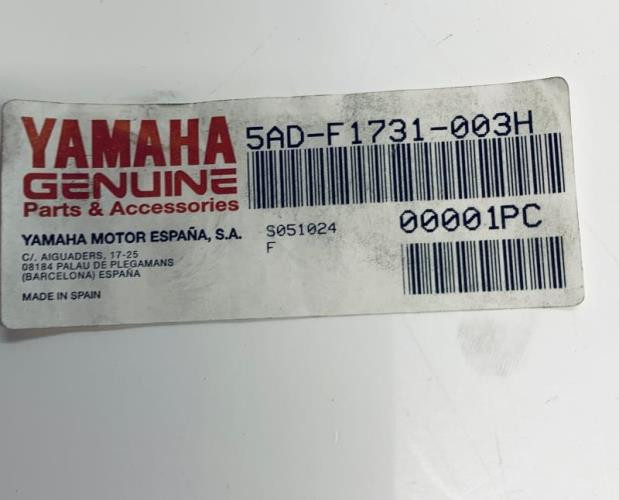 YAMAHA
GENUINE
Parts & Accessories
YAMAHA MOTOR ESPAÑA, S.A.
C/. AIGUADERS, 17-25
08184 PALAU DE PLEGAMANS
(BARCELONA) ESPAÑA
MADE IN SPAIN
5AD-F1731-003H
S051024
F
00001PC